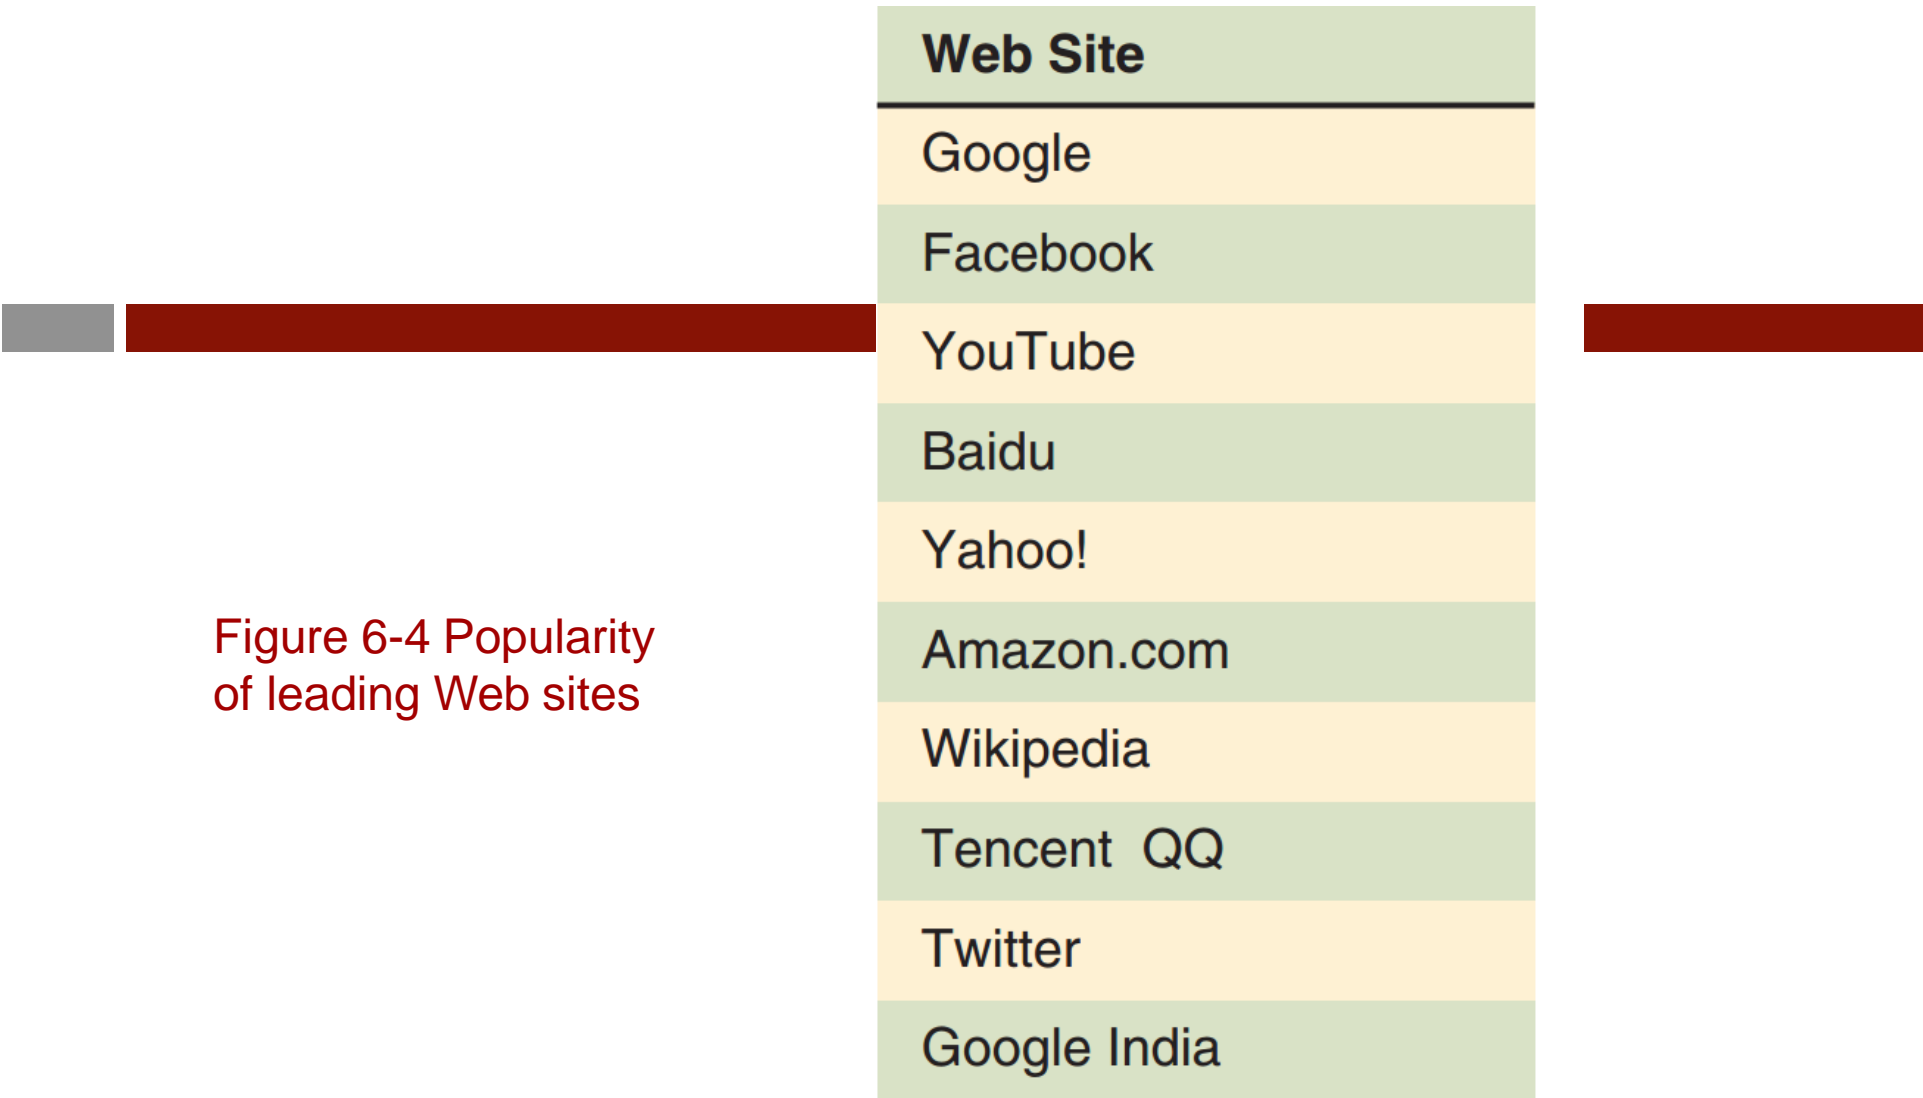 Figure 6-4 Popularity
of leading Web sites
Web Site
Google
Facebook
YouTube
Baidu
Yahoo!
Amazon.com
Wikipedia
Tencent QQ
Twitter
Google India